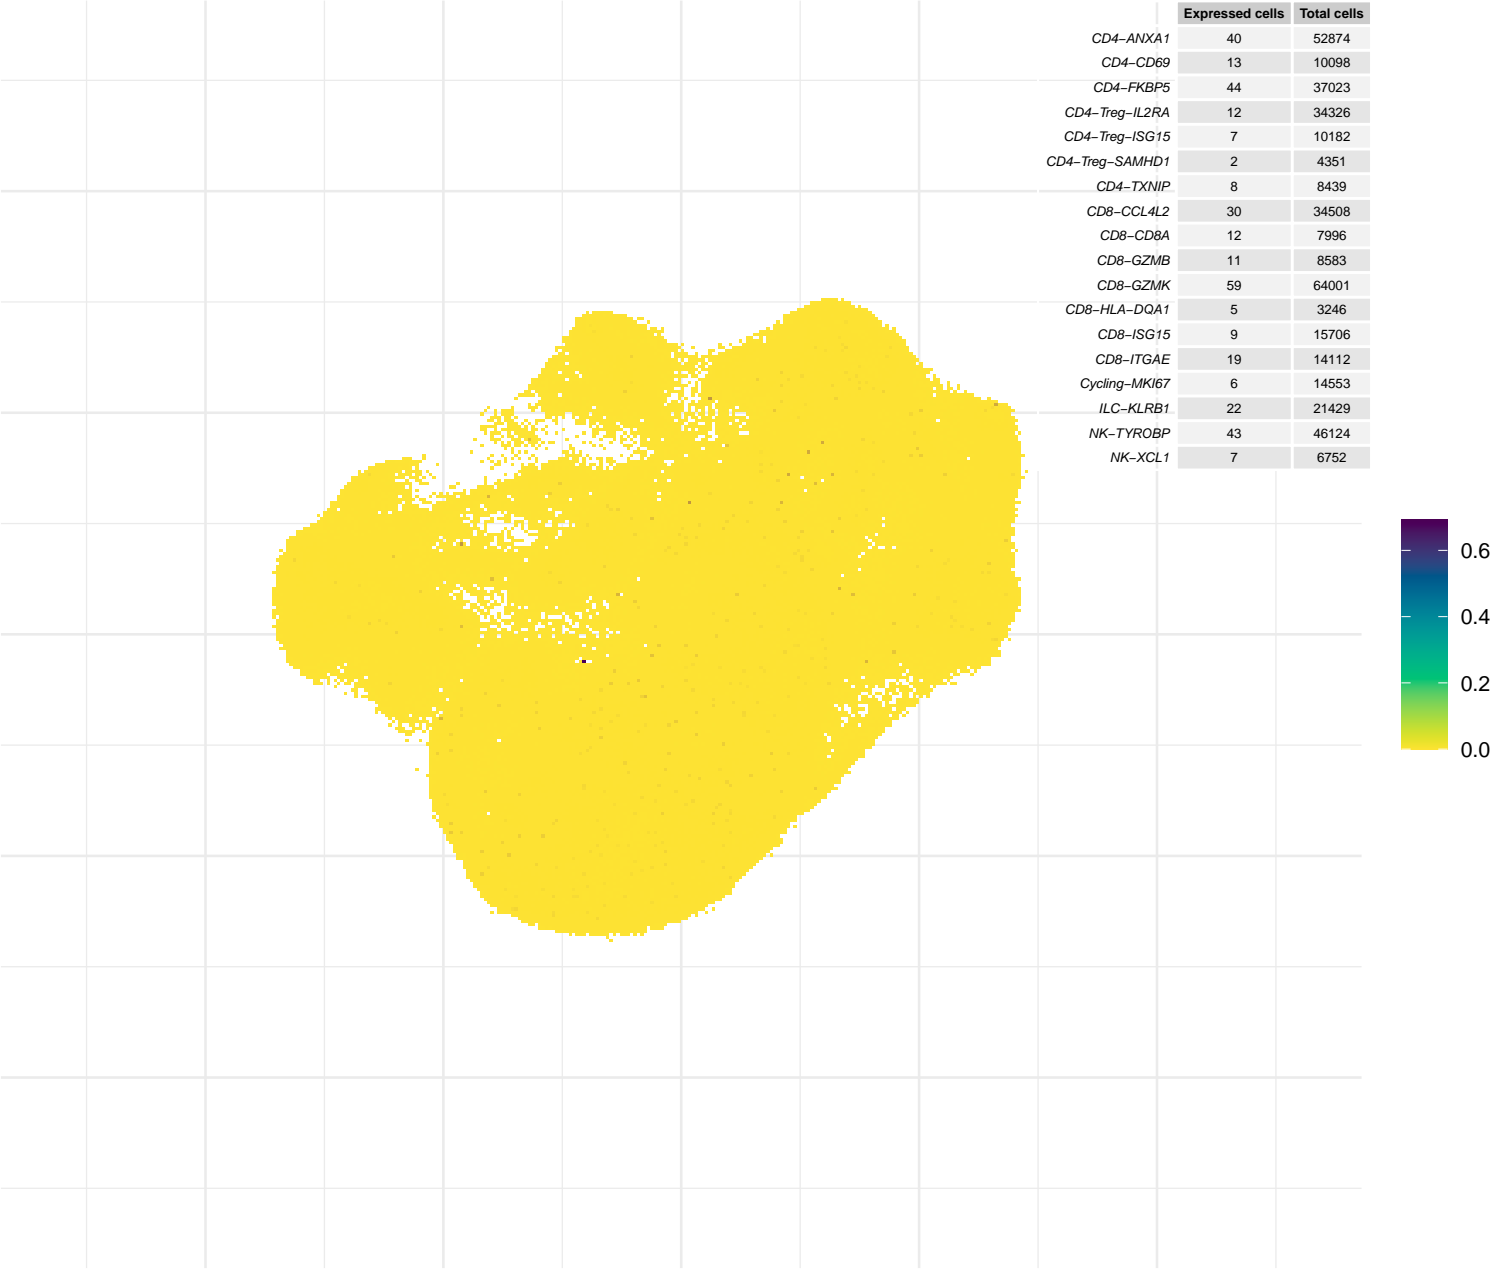 Expressed cells Total cells
CD4−ANXA1 40 52874
CD4−CD69 13 10098
CD4−FKBP5 44 37023
CD4−Treg−IL2RA 12 34326
CD4−Treg−ISG15 7 10182
CD4−Treg−SAMHD1 2 4351
CD4−TXNIP 8 8439
CD8−CCL4L2 30 34508
CD8−CD8A 12 7996
CD8−GZMB 11 8583
CD8−GZMK 59 64001
CD8−HLA−DQA1 5 3246
CD8−ISG15 9 15706
CD8−ITGAE 19 14112
Cycling−MKI67 6 14553
ILC−KLRB1 22 21429
NK−TYROBP 43 46124
NK−XCL1 7 6752
0.6
0.4
0.2
0.0